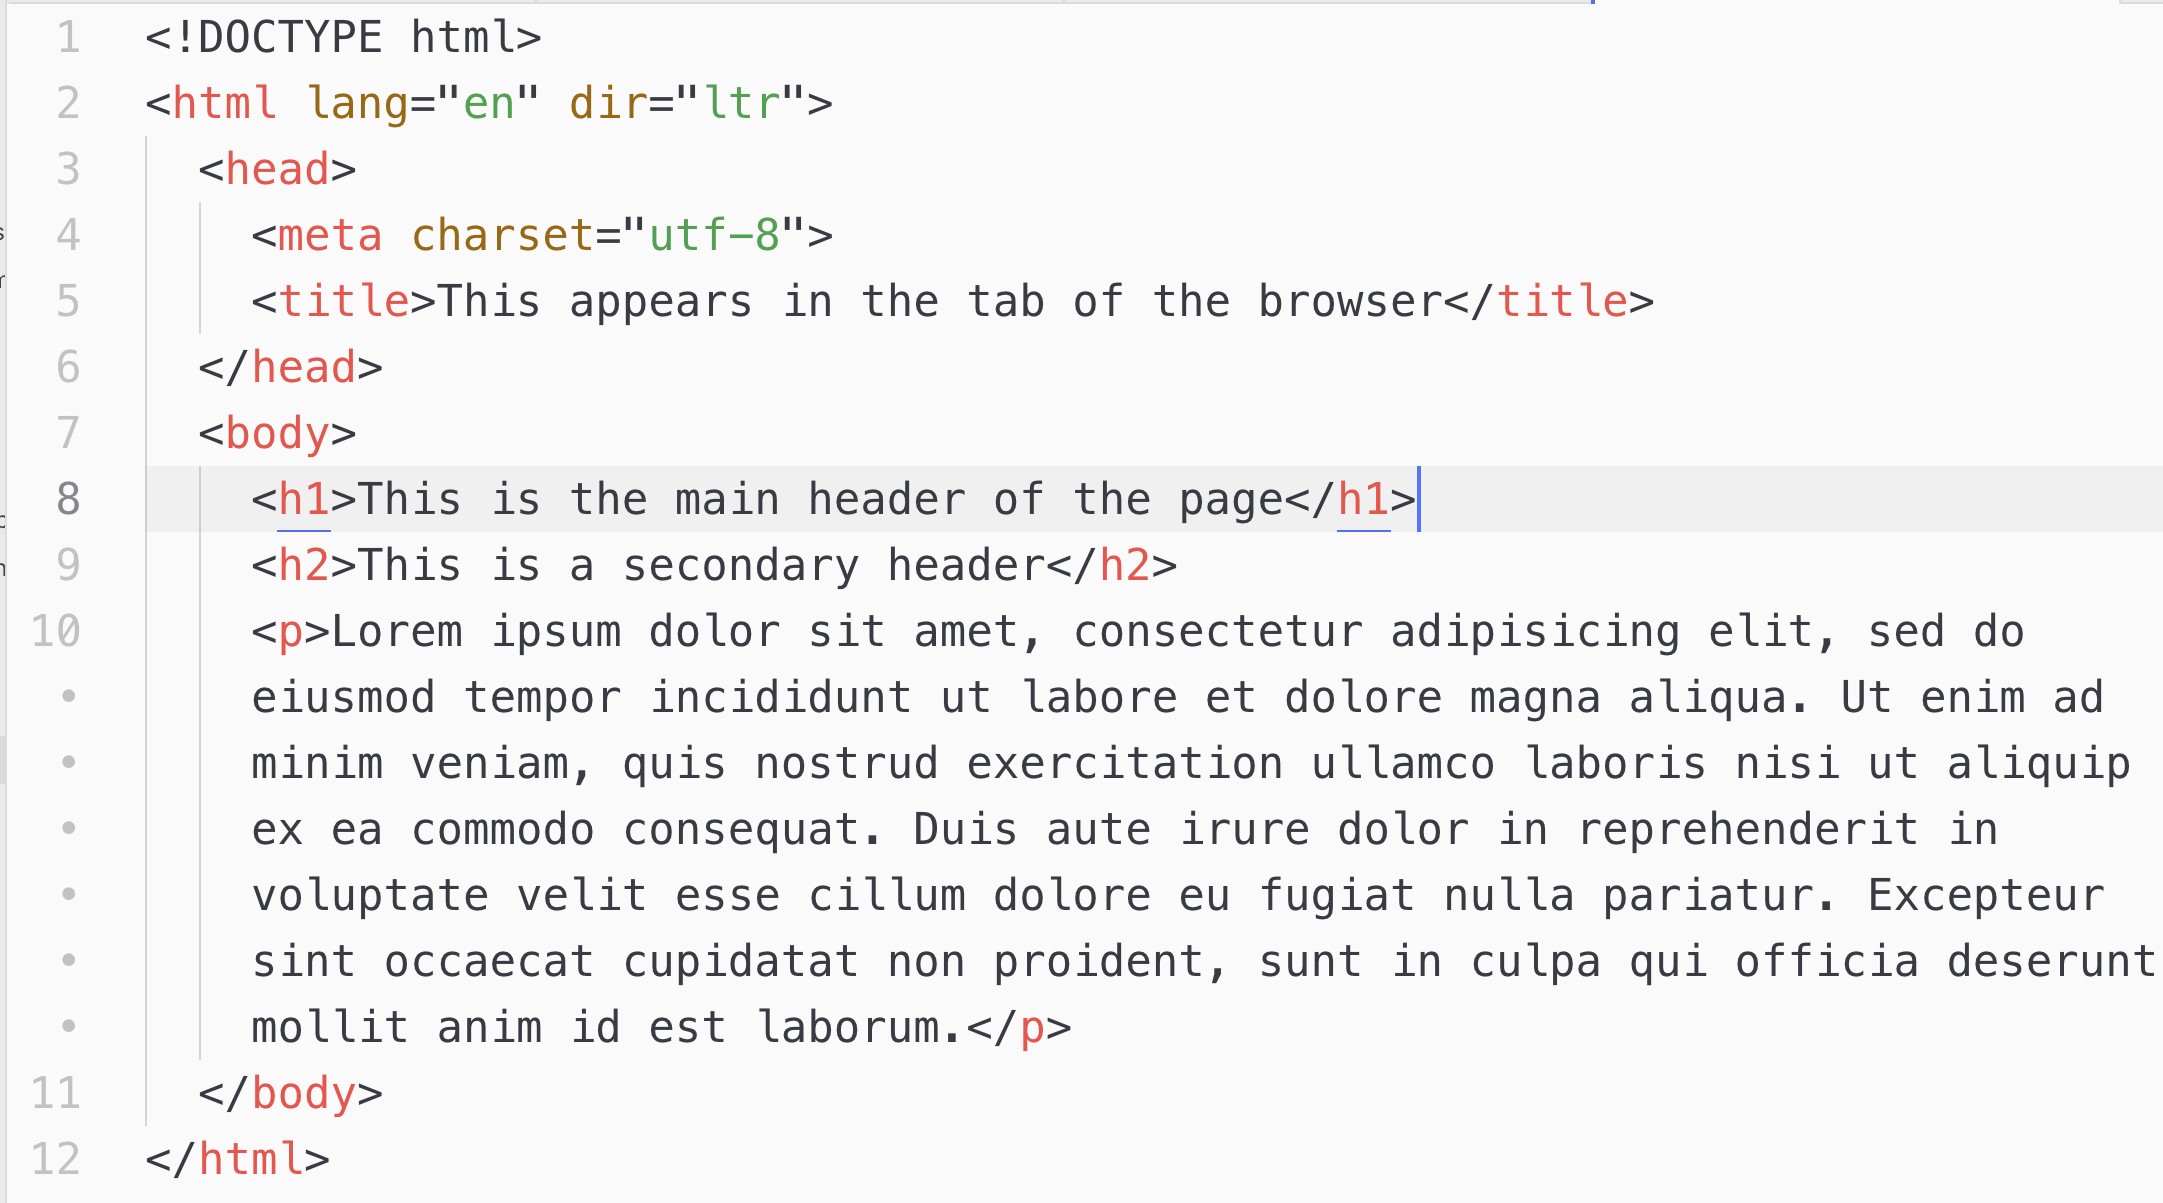 1 <!DOCTYPE html>
2 <html lang="en" dir="ltr">
3 <head>
4 <meta charset="utf-8">
5 <title>This appears in the tab of the browser</title>
6 </head>
7 <body>
8 <h1>This is the main header of the page</h1>
9 <h2>This is a secondary header</h2>
10 <p>Lorem ipsum dolor sit amet, consectetur adipisicing elit, sed do
• eiusmod tempor incididunt ut labore et dolore magna aliqua. Ut enim ad
• minim veniam, quis nostrud exercitation ullamco laboris nisi ut aliquip
• ex ea commodo consequat. Duis aute irure dolor in reprehenderit in
• voluptate velit esse cillum dolore eu fugiat nulla pariatur. Excepteur
• sint occaecat cupidatat non proident, sunt in culpa qui officia deserunt
• mollit anim id est laborum.</p>
11 </body>
12 </html>